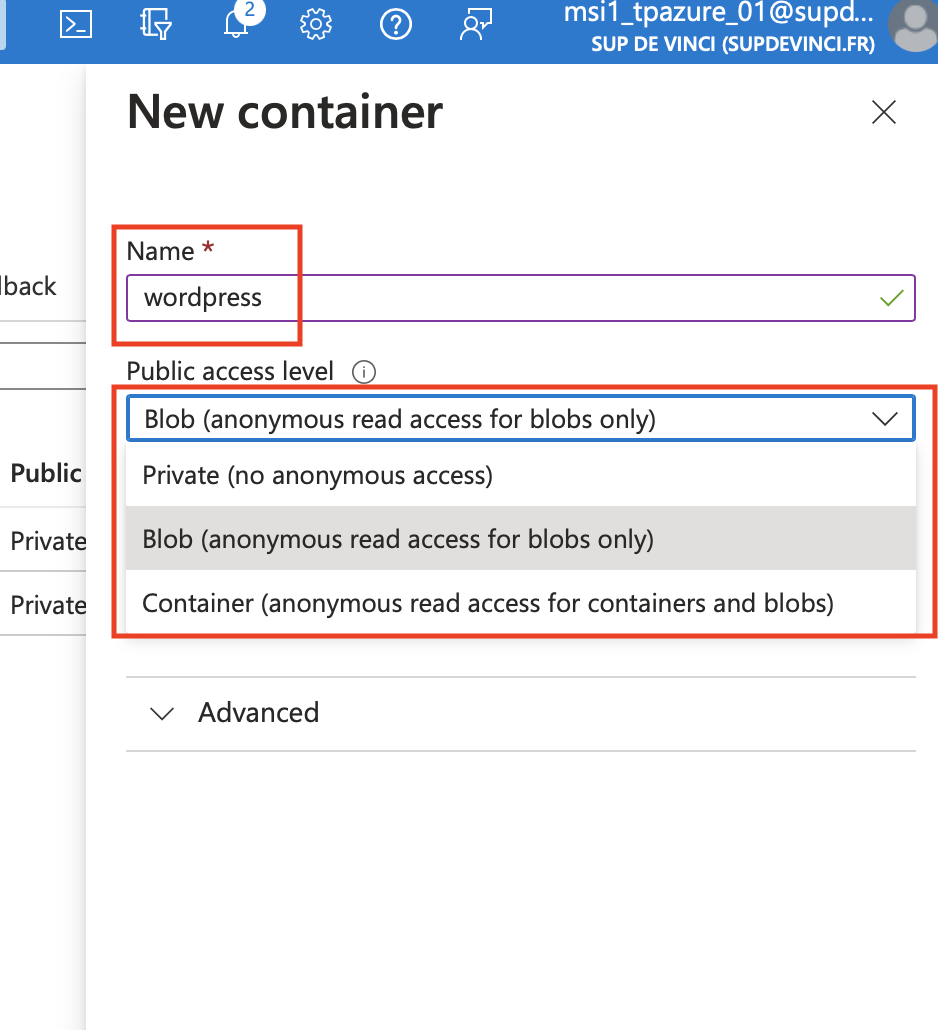 2
msi1_tpazure_01@supd...
SUP DE VINCI (SUPDEVINCI.FR)
New container
Name *
wordpress
lback
Public access level
Blob (anonymous read access for blobs only)
Private (no anonymous access)
Public
Blob (anonymous read access for blobs only)
Private
Container (anonymous read access for containers and blobs)
Private
Advanced